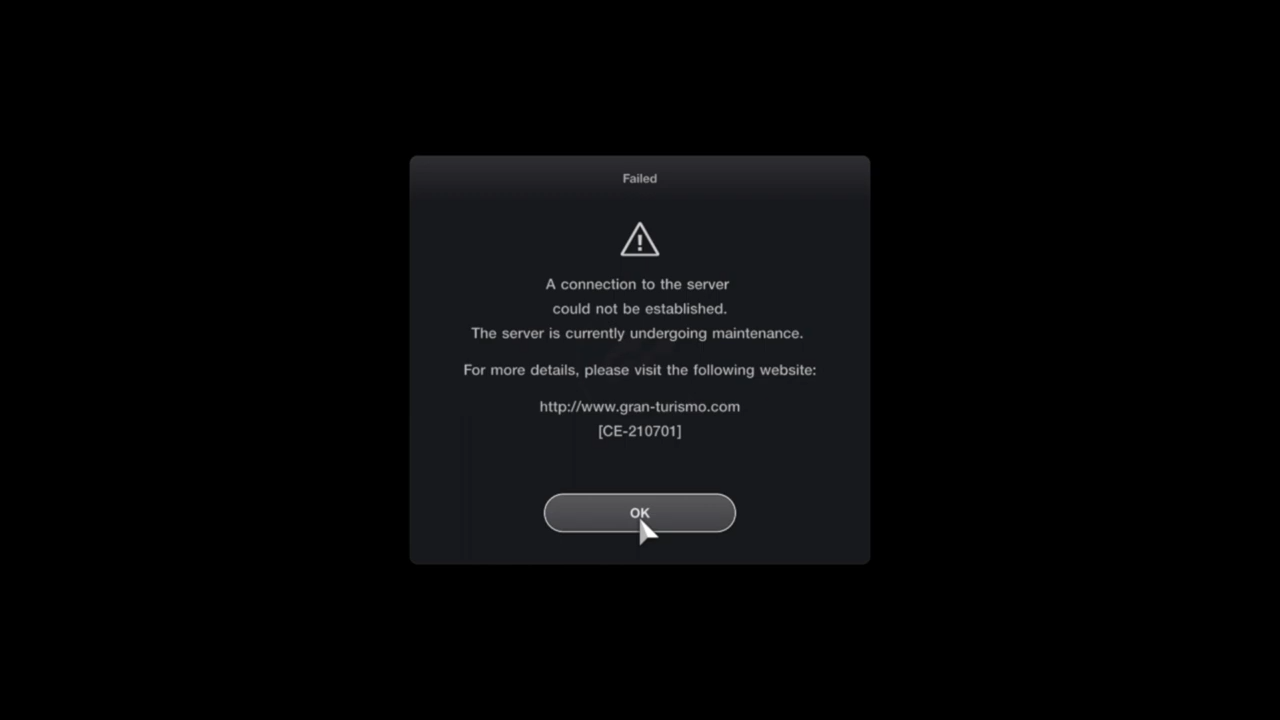 Failed
A connection to the server
could not be established.
The server is currently undergoing maintenance.
For more details, please visit the following website:
http://www.gran-turismo.com
[CE-210701]
OK